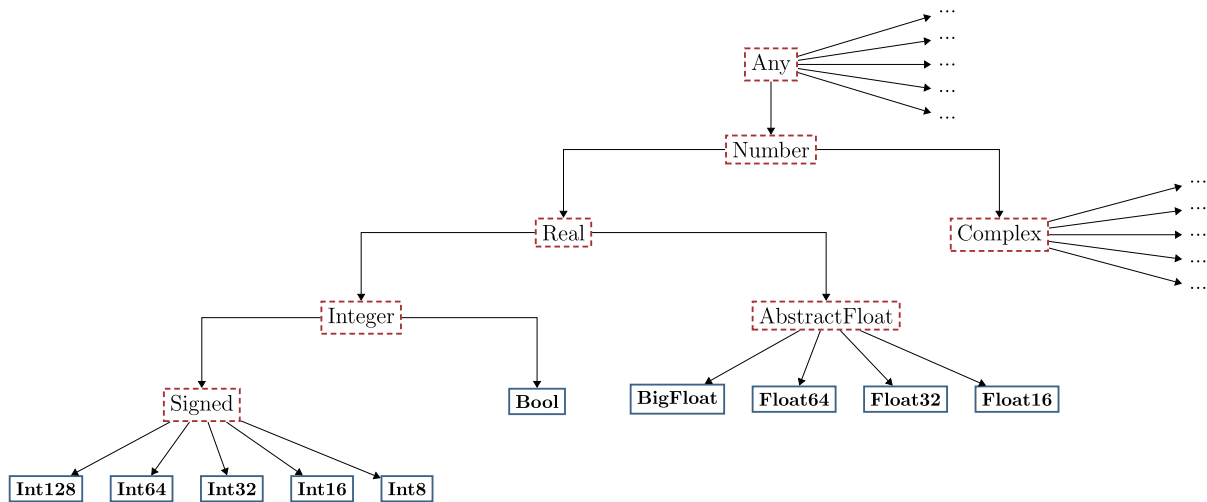 ...
...
Any ...
...
...
Number
...
...
Real Complex ...
...
...
Integer AbstractFloat
Signed Bool BigFloat Float64 Float32 Float16
Int128 Int64 Int32 Int16 Int8